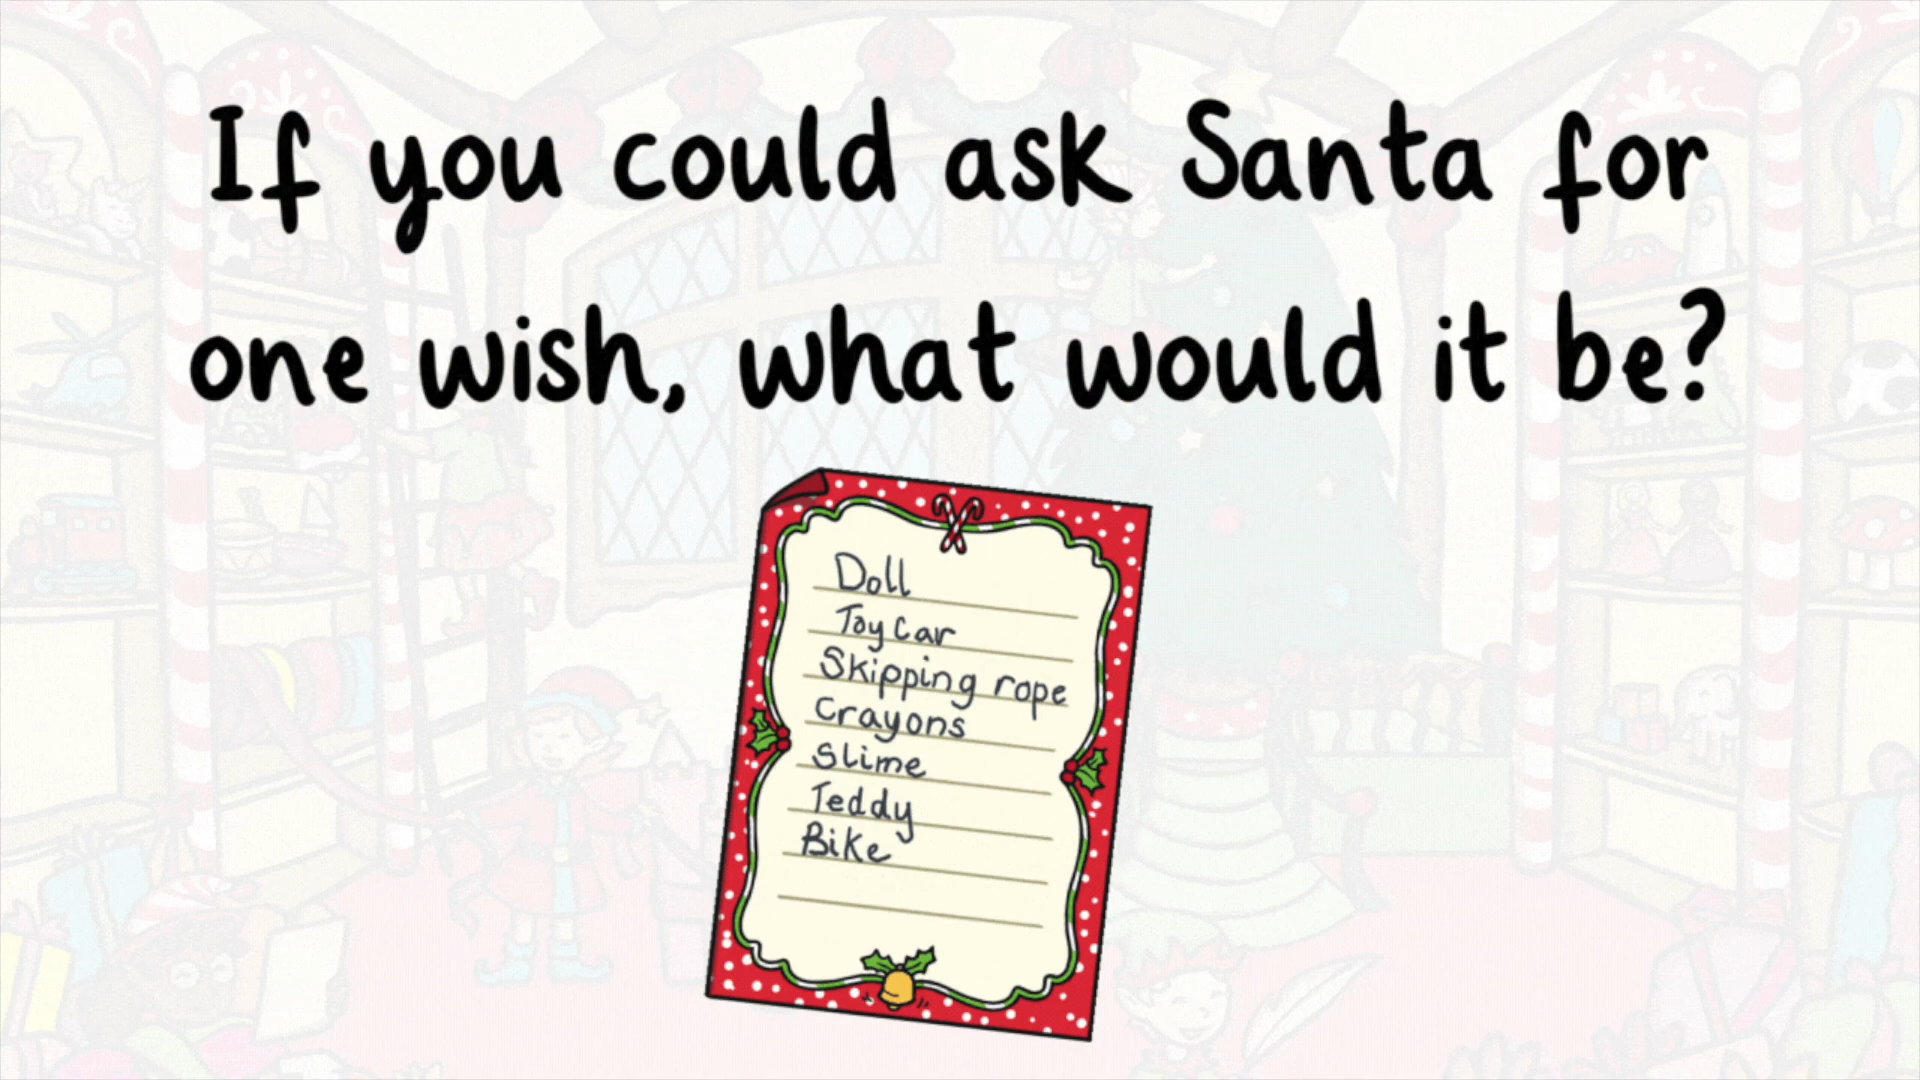 If you could ask Santa for
one wish, what would it be?
Doll
Toy Car
Skipping rope
Crayons
Slime
Teddy
Bike